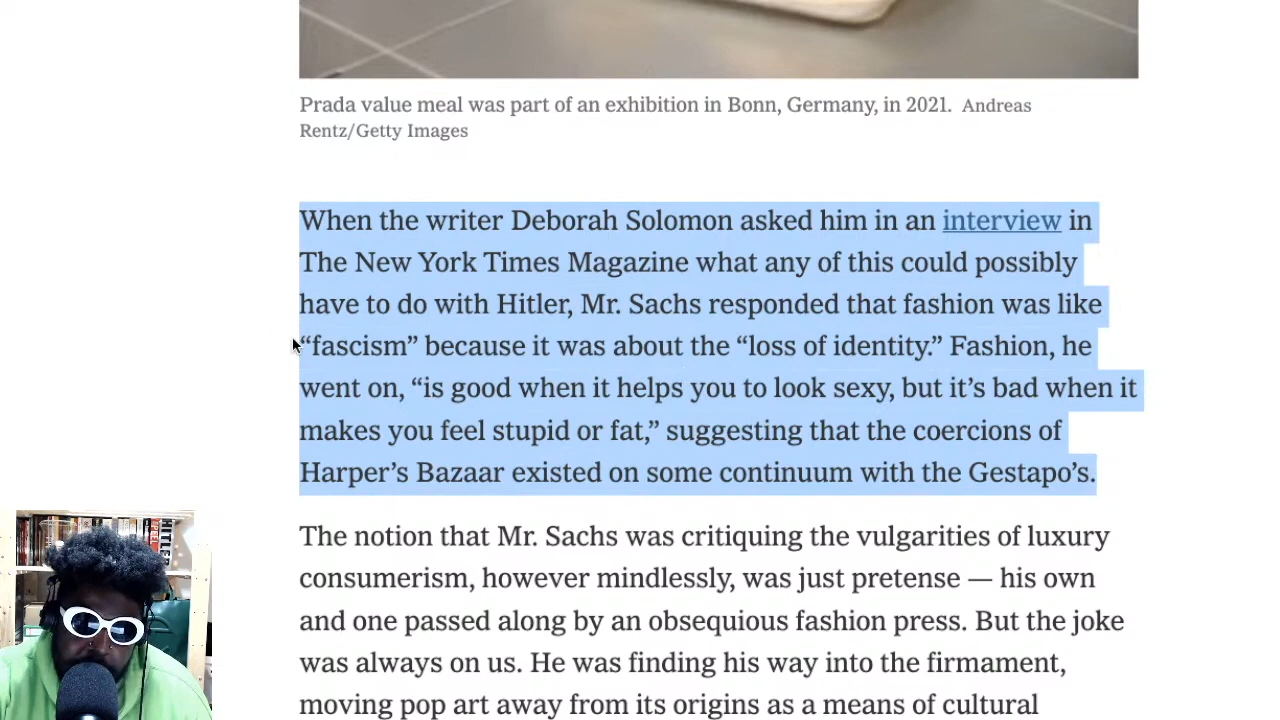 Prada value meal was part of an exhibition in Bonn, Germany, in 2021. Andreas
Rentz/Getty Images
When the writer Deborah Solomon asked him in an interview in
The New York Times Magazine what any of this could possibly
have to do with Hitler, Mr. Sachs responded that fashion was like
“fascism” because it was about the “loss of identity.” Fashion, he
went on, “is good when it helps you to look sexy, but it’s bad when it
makes you feel stupid or fat,” suggesting that the coercions of
Harper’s Bazaar existed on some continuum with the Gestapo’s.
The notion that Mr. Sachs was critiquing the vulgarities of luxury
consumerism, however mindlessly, was just pretense — his own
and one passed along by an obsequious fashion press. But the joke
was always on us. He was finding his way into the firmament,
moving pop art away from its origins as a means of cultural